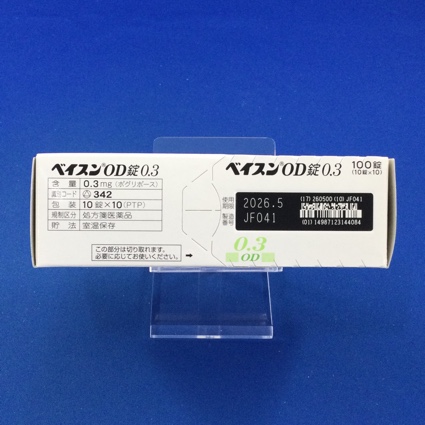 ベイスン®OD錠0.3
含量 0.3mg(ボグリボース)
識別コード 342
包装 10錠×10(PTP)
規制区分 処方箋医薬品
貯法 室温保存
この部分は切り取れます。
必要に応じてお使いください。
ベイスン®OD錠0.3
100錠
(10錠×10)
使用期限 2026.5
製造番号 JF041
(17) 260500 (10) JF041
(01) 14987123144084
0.3
OD